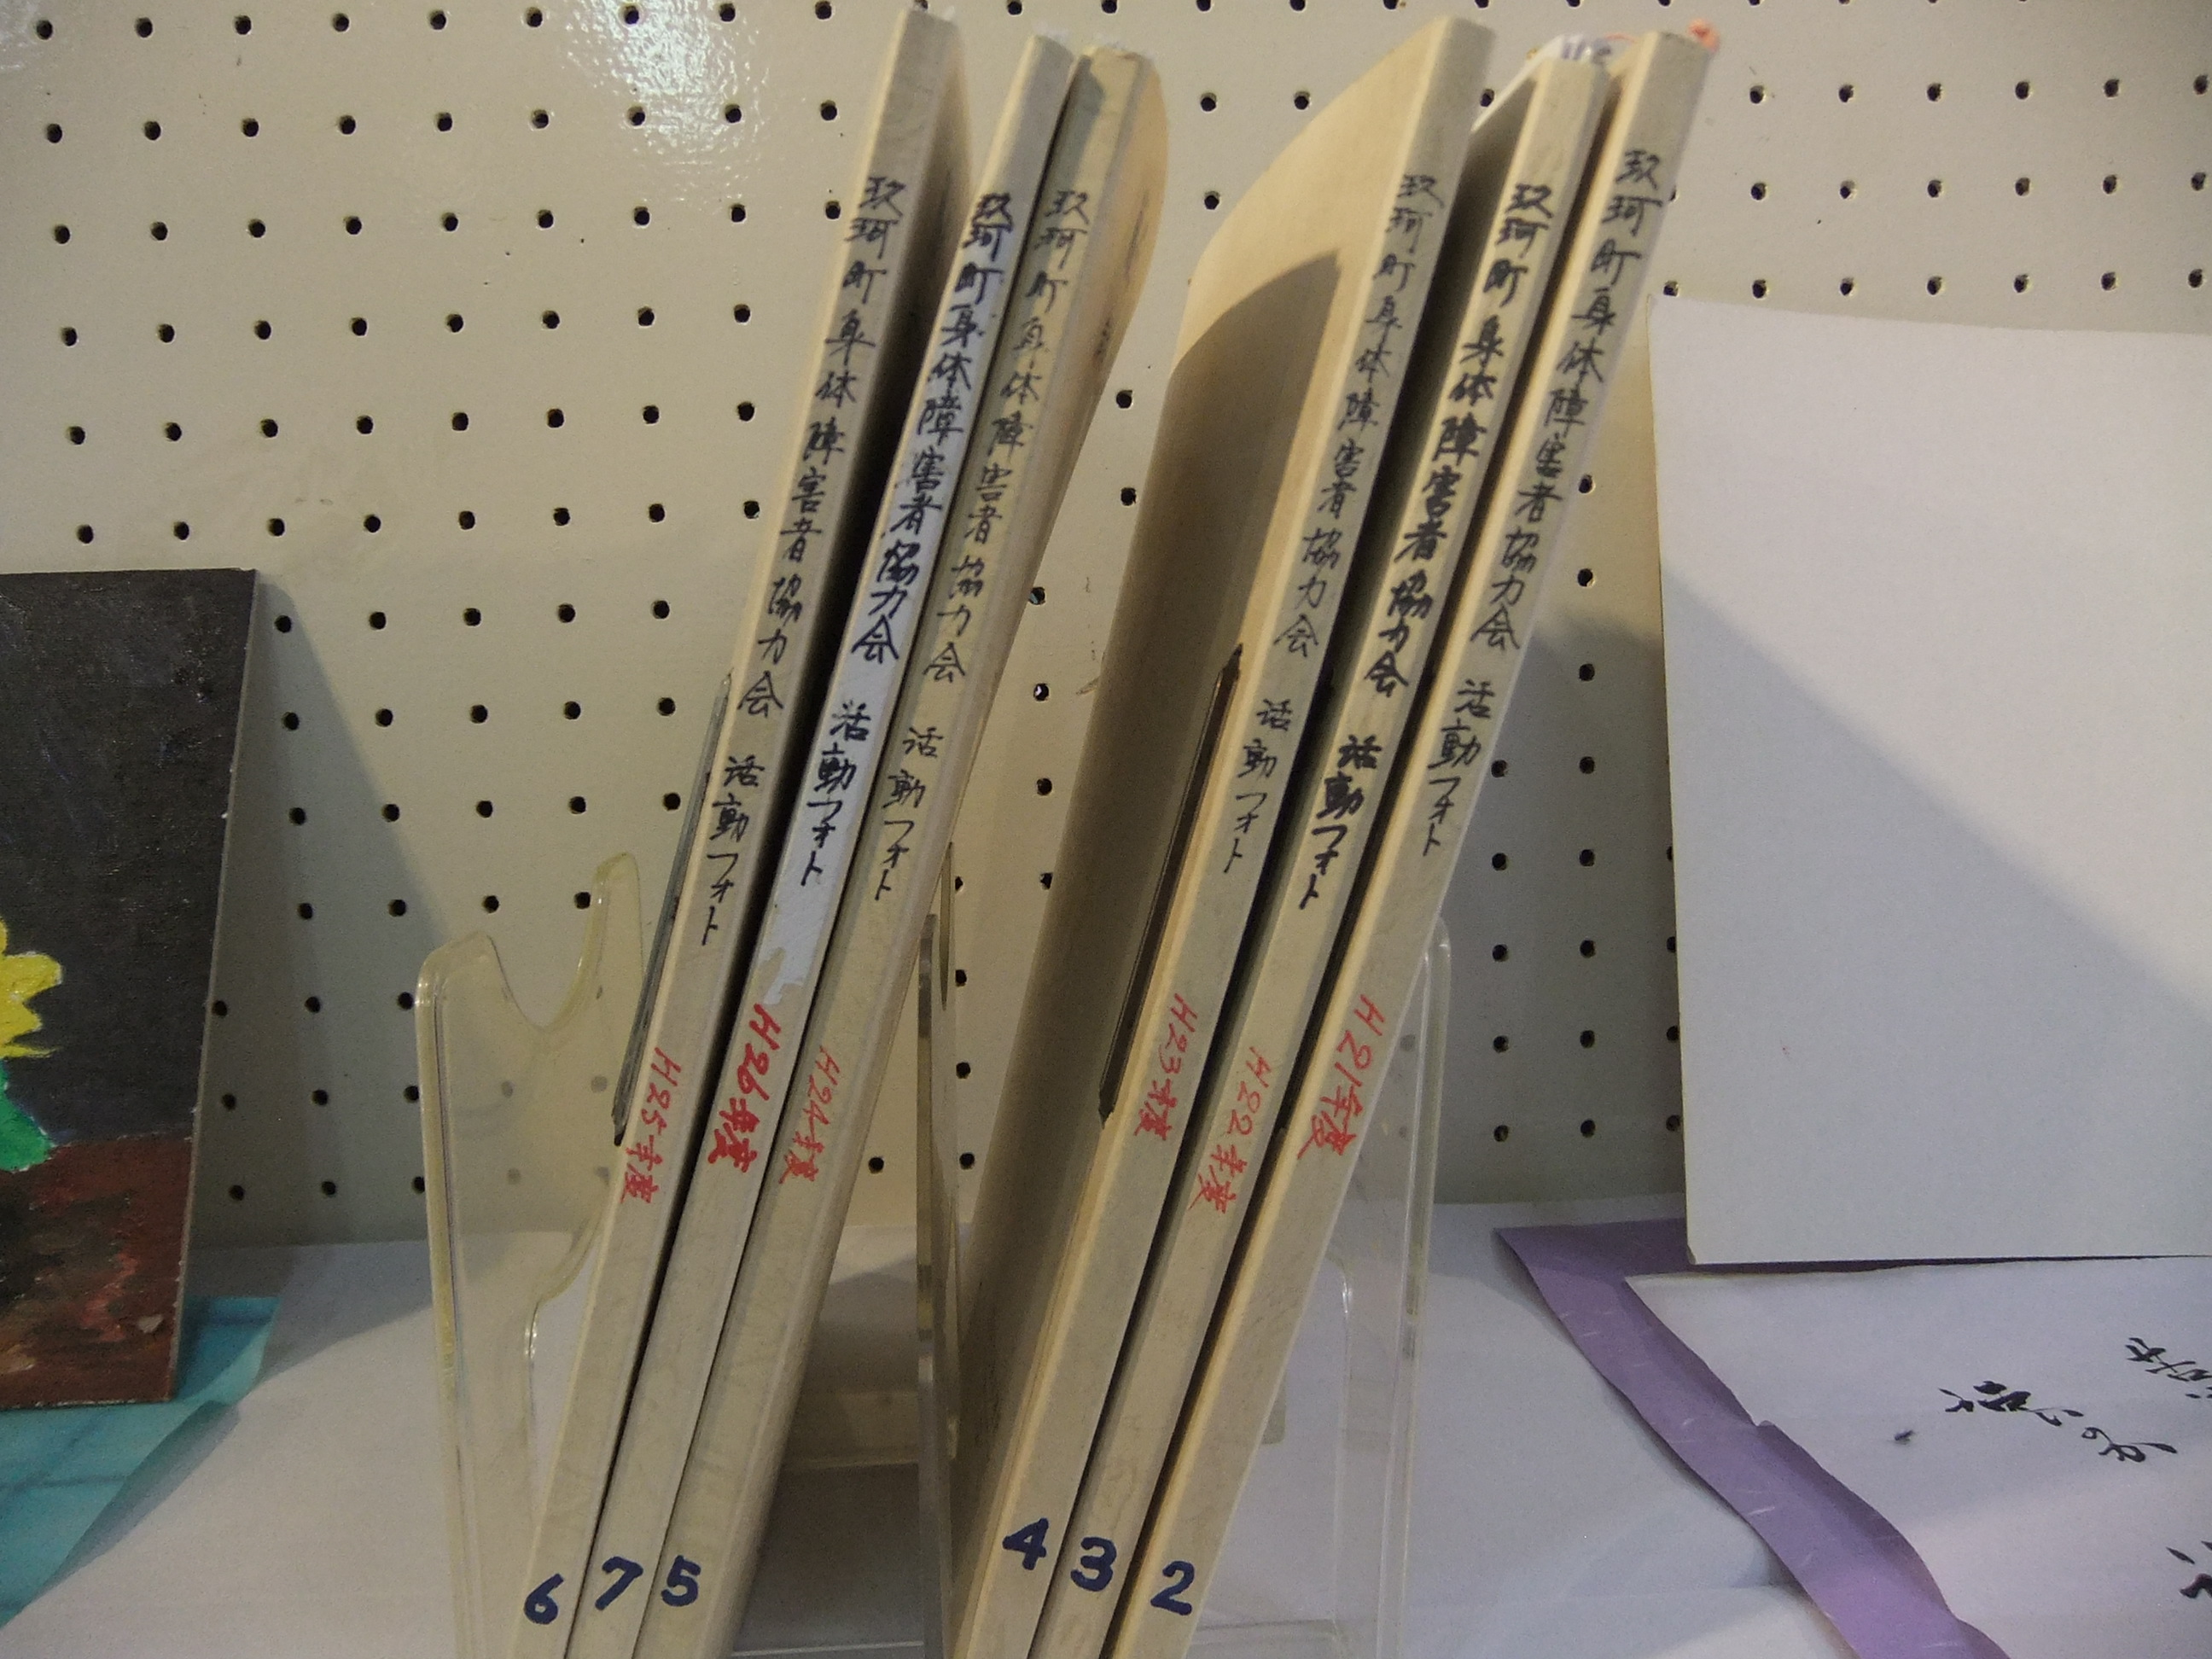 玖珂町身体障害者協力会 活動フォト H25年度 6
玖珂町身体障害者協力会 活動フォト H26年度 7
玖珂町身体障害者協力会 活動フォト H24年度 5
玖珂町身体障害者協力会 活動フォト H23年度 4
玖珂町身体障害者協力会 活動フォト H22年度 3
玖珂町身体障害者協力会 活動フォト H21年度 2